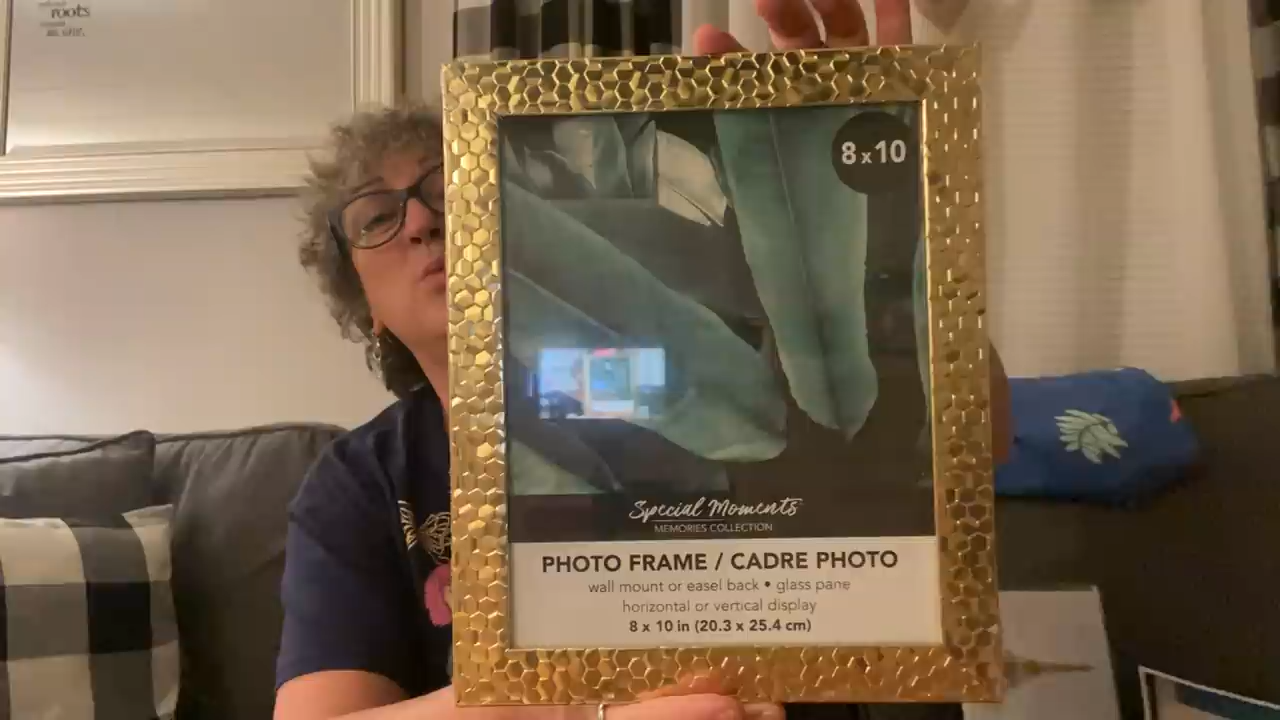 roots
8 x 10
Special Moments
MEMORIES COLLECTION
PHOTO FRAME / CADRE PHOTO
wall mount or easel back • glass pane
horizontal or vertical display
8 x 10 in (20.3 x 25.4 cm)